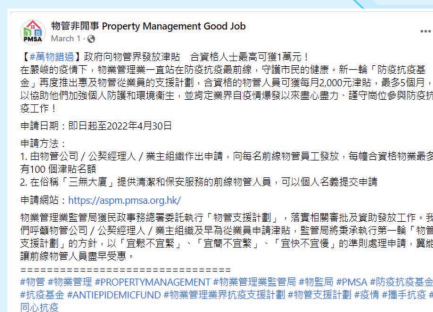 物管非閒事 Property Management Good Job
PMSA
March 1 ·
【#萬物錯過】政府向物管界發放津貼 合資格人士最高可獲1萬元!
在嚴峻的疫情下,物業管理業一直站在防疫抗疫最前線,守護市民的健康。新一輪「防疫抗疫基
金」再度推出惠及物管從業員的支援計劃,合資格的物管人員可獲每月2,000元津貼,最多5個月,
以協助他們加強個人防護和環境衛生,並肯定業界自疫情爆發以來盡心盡力、謹守崗位參與防疫抗
疫工作!
申請日期:即日起至2022年4月30日
申請方法:
1. 由物管公司 / 公契經理人 / 業主組織作出申請,向每名前線物管員工發放,每幢合資格物業最多
有100 個津貼名額
2. 在俗稱「三無大廈」提供清潔和保安服務的前線物管人員,可以個人名義提交申請
申請網站:https://aspm.pmsa.org.hk/
物業管理業監管局獲民政事務總署委託執行「物管支援計劃」,落實相關審批及資助發放工作。我
們呼籲物管公司 / 公契經理人 / 業主組織及早為從業員申請津貼,監管局將秉承執行第一輪「物管
支援計劃」的方針,以「宜鬆不宜緊」、「宜簡不宜繁」、「宜快不宜慢」的準則處理申請,冀能
讓前線物管人員盡早受惠。
==============================
#物管 #物業管理 #PROPERTYMANAGEMENT #物業管理業監管局 #物監局 #PMSA #防疫抗疫基金
#抗疫基金 #ANTIEPIDEMICFUND #物業管理業界抗疫支援計劃 #物管支援計劃 #疫情 #攜手抗疫 #
同心抗疫